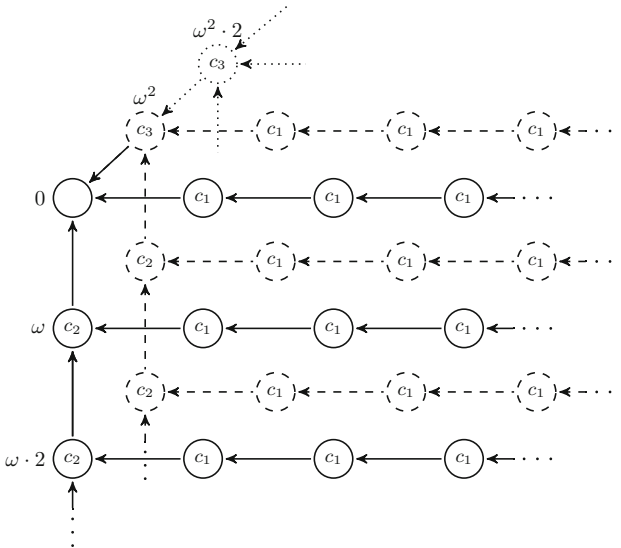 ω² · 2
c₃
ω²
c₃ c₁ c₁ c₁ · · ·
0 c₁ c₁ c₁ · · ·
c₂ c₁ c₁ c₁ · · ·
ω c₂ c₁ c₁ c₁ · · ·
c₂ c₁ c₁ c₁ · · ·
ω · 2 c₂ c₁ c₁ c₁ · · ·